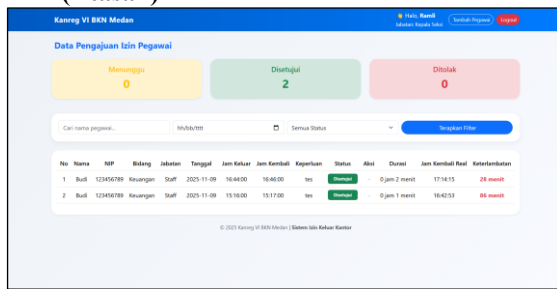 Kanreg VI BKN Medan
Halo, Ramli
Jabatan: Kepala Seksi
Tambah Pegawai
Logout
Data Pengajuan Izin Pegawai
Menunggu
0
Disetujui
2
Ditolak
0
Cari nama pegawai...
hh/bb/tttt
Semua Status
Terapkan Filter
No Nama NIP Bidang Jabatan Tanggal Jam Keluar Jam Kembali Keperluan Status Aksi Durasi Jam Kembali Real Keterlambatan
1 Budi 123456789 Keuangan Staff 2025-11-09 16:44:00 16:46:00 tes Disetujui - 0 jam 2 menit 17:14:15 28 menit
2 Budi 123456789 Keuangan Staff 2025-11-09 15:16:00 15:17:00 tes Disetujui - 0 jam 1 menit 16:42:53 86 menit
© 2025 Kanreg VI BKN Medan | Sistem Izin Keluar Kantor